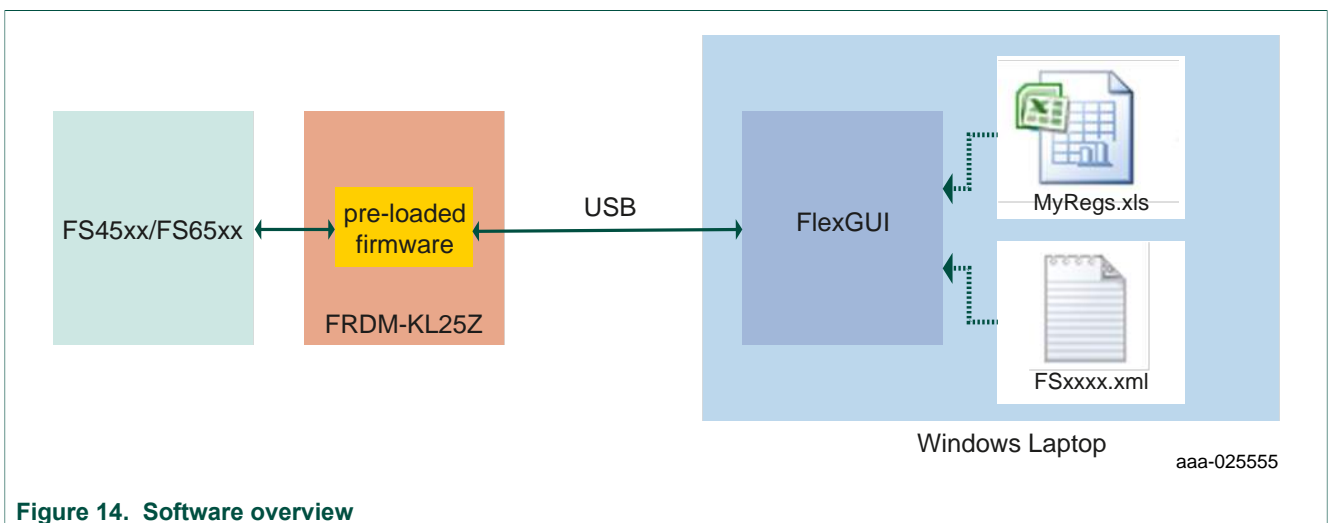 FS45xx/FS65xx
pre-loaded
firmware
FRDM-KL25Z
USB
FlexGUI
MyRegs.xls
FSxxxx.xml
Windows Laptop
aaa-025555
Figure 14. Software overview